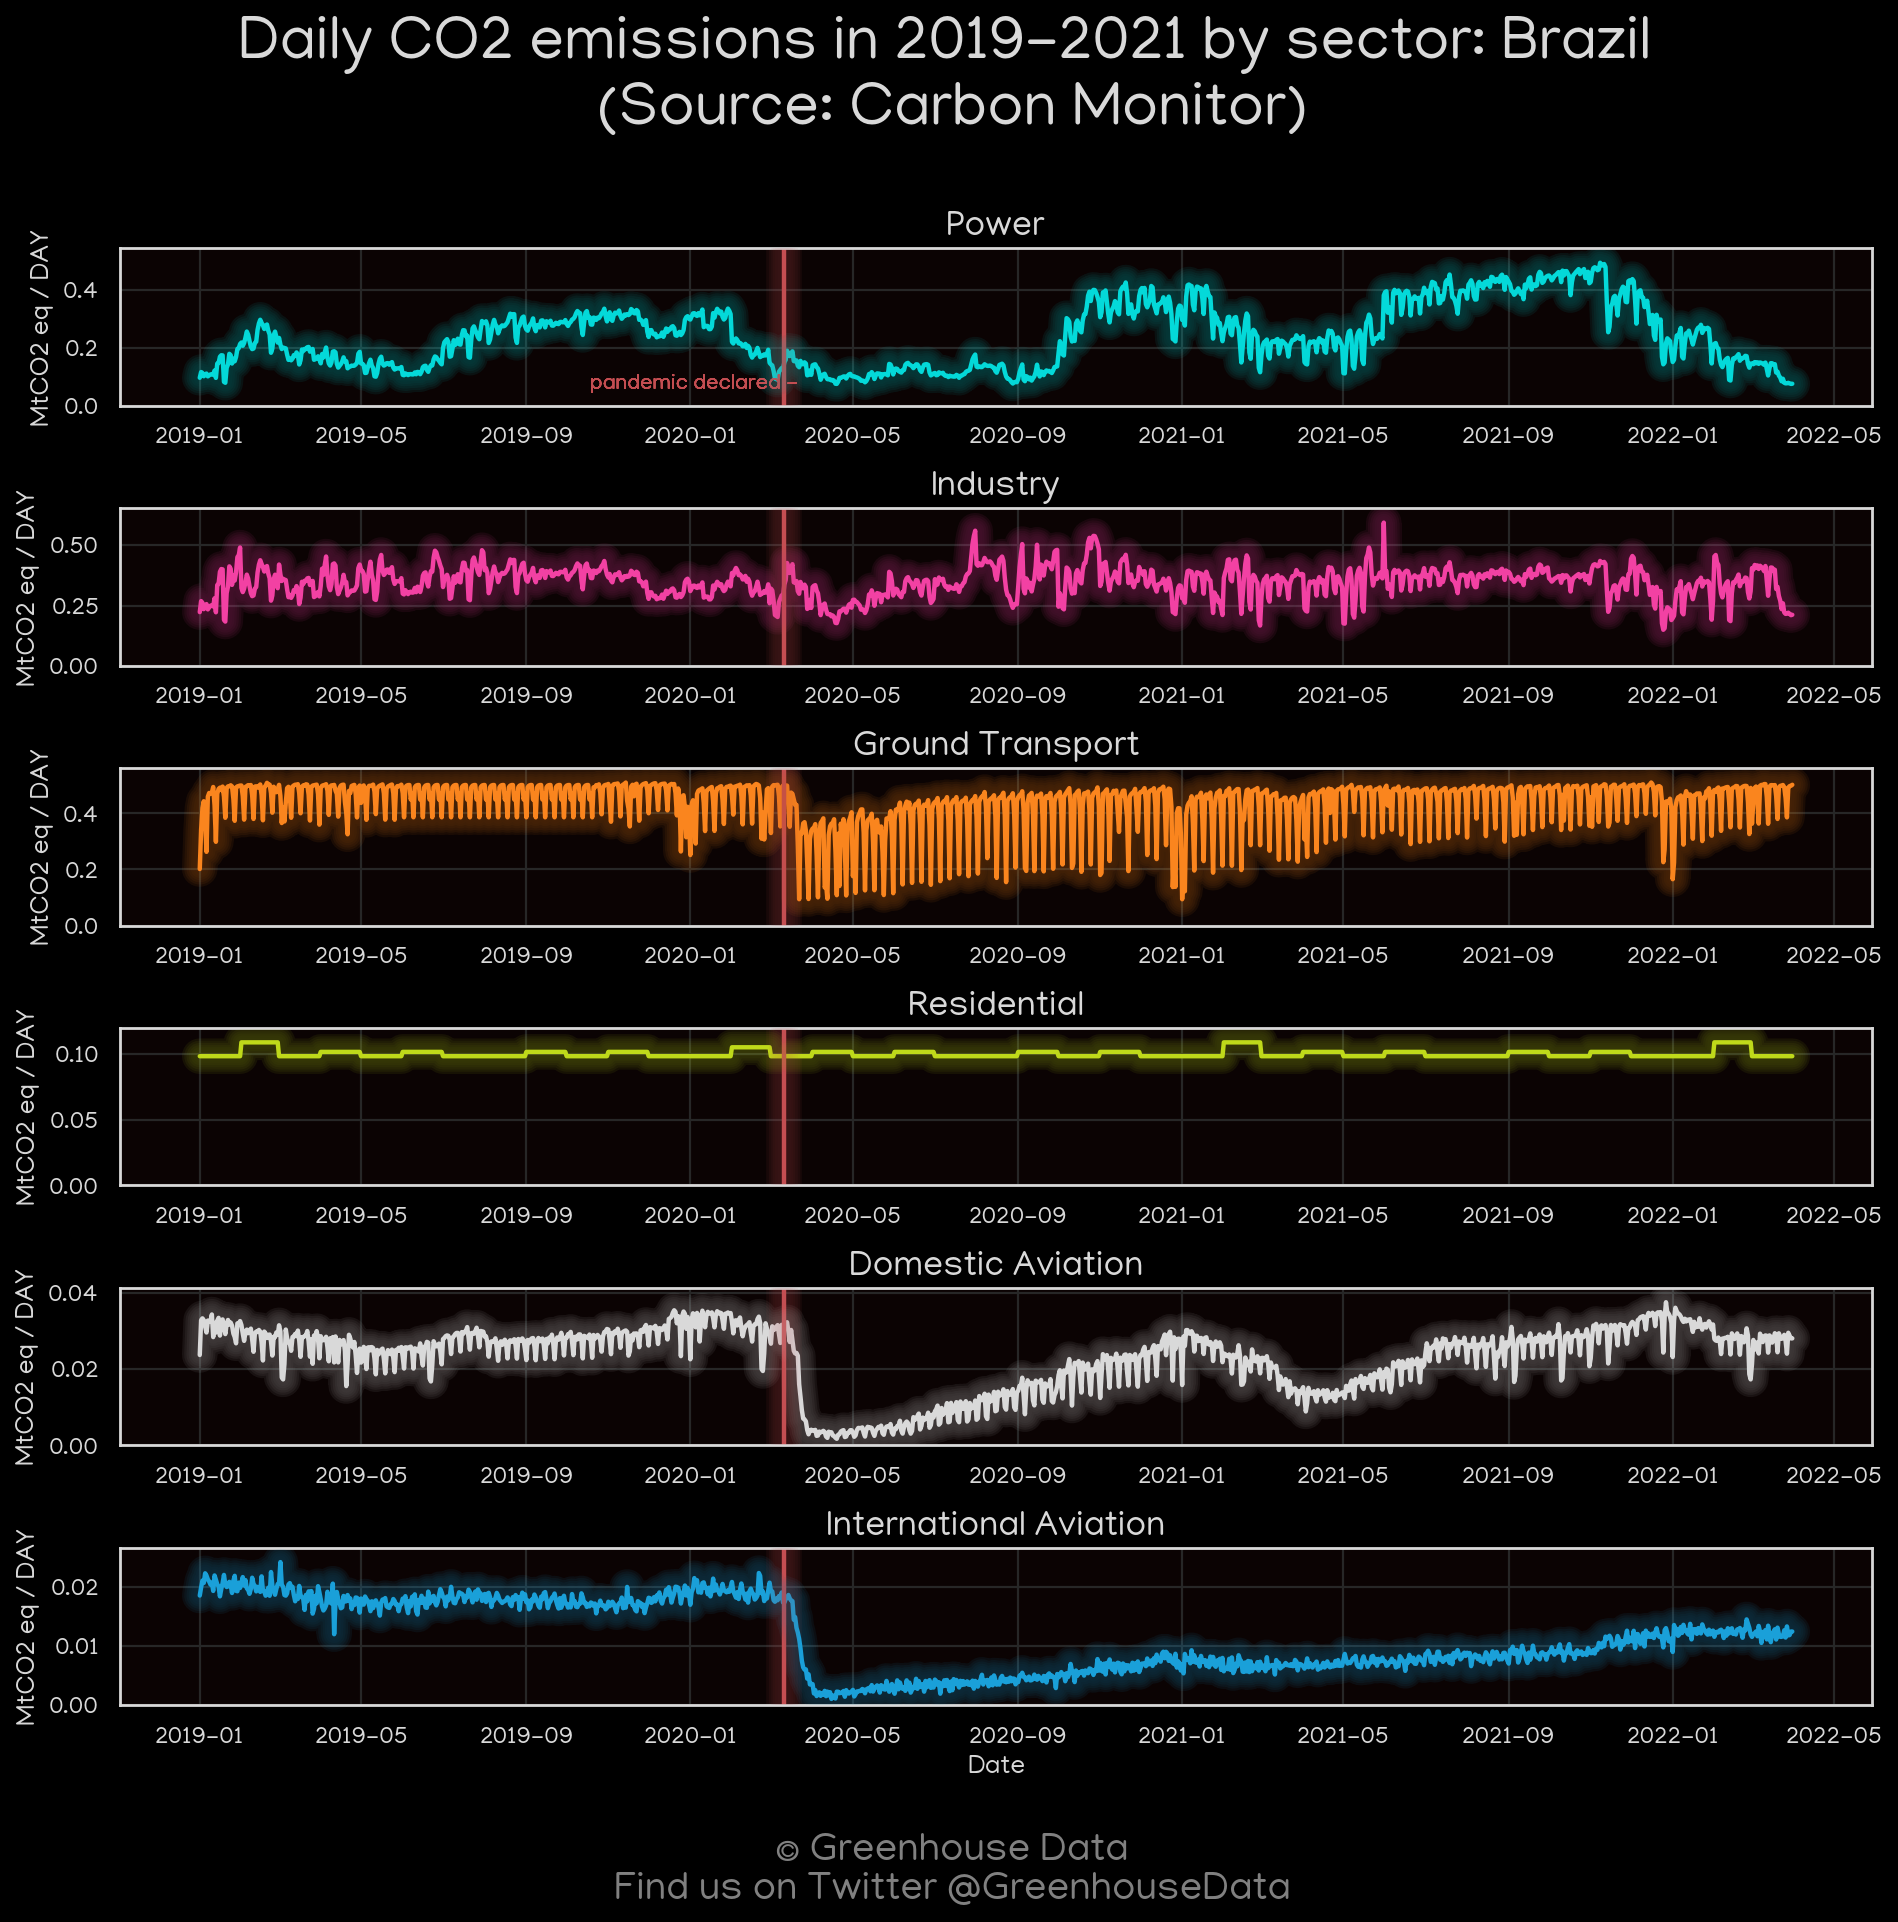 Daily CO2 emissions in 2019-2021 by sector: Brazil
(Source: Carbon Monitor)
Power
MtCO2 eq / DAY
0.4
0.2
0.0
pandemic declared -
2019-01 2019-05 2019-09 2020-01 2020-05 2020-09 2021-01 2021-05 2021-09 2022-01 2022-05
Industry
MtCO2 eq / DAY
0.50
0.25
0.00
2019-01 2019-05 2019-09 2020-01 2020-05 2020-09 2021-01 2021-05 2021-09 2022-01 2022-05
Ground Transport
MtCO2 eq / DAY
0.4
0.2
0.0
2019-01 2019-05 2019-09 2020-01 2020-05 2020-09 2021-01 2021-05 2021-09 2022-01 2022-05
Residential
MtCO2 eq / DAY
0.10
0.05
0.00
2019-01 2019-05 2019-09 2020-01 2020-05 2020-09 2021-01 2021-05 2021-09 2022-01 2022-05
Domestic Aviation
MtCO2 eq / DAY
0.04
0.02
0.00
2019-01 2019-05 2019-09 2020-01 2020-05 2020-09 2021-01 2021-05 2021-09 2022-01 2022-05
International Aviation
MtCO2 eq / DAY
0.02
0.01
0.00
2019-01 2019-05 2019-09 2020-01 2020-05 2020-09 2021-01 2021-05 2021-09 2022-01 2022-05
Date
© Greenhouse Data
Find us on Twitter @GreenhouseData